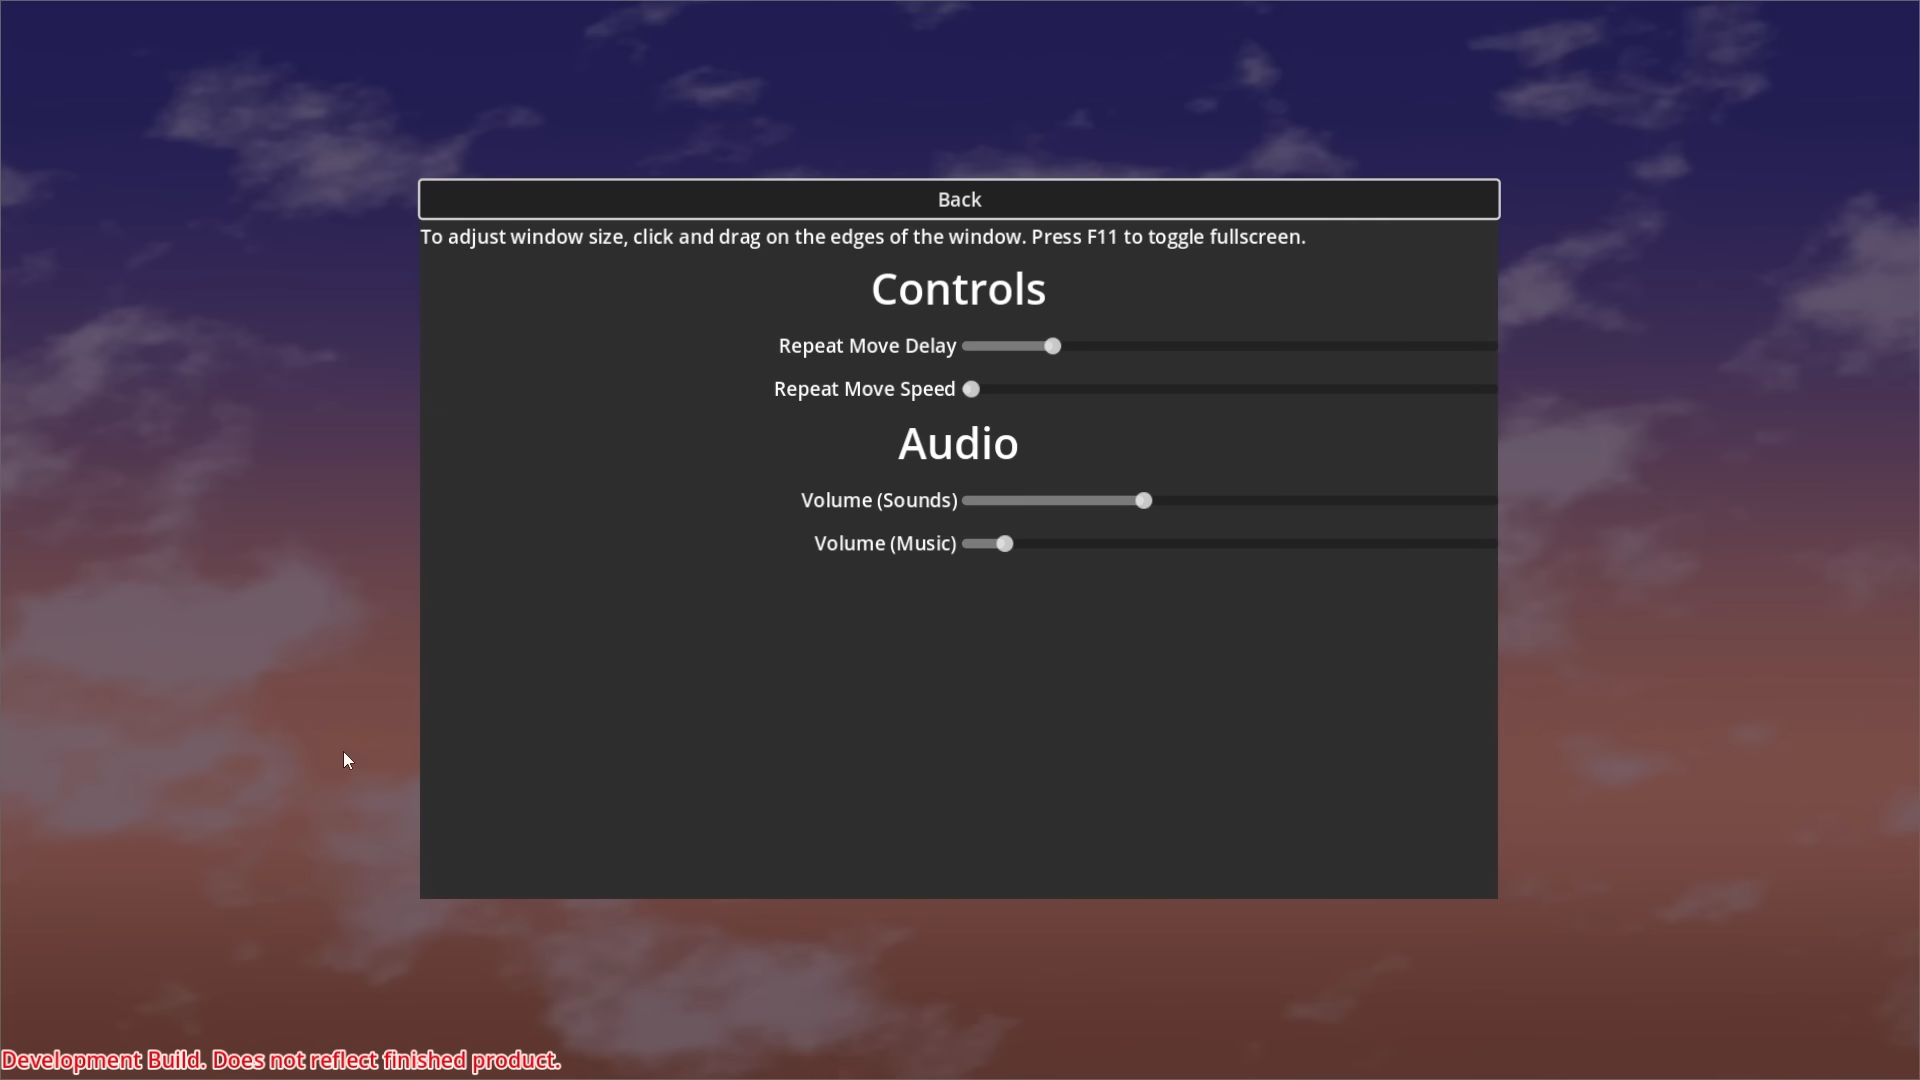 Back
To adjust window size, click and drag on the edges of the window. Press F11 to toggle fullscreen.
Controls
Repeat Move Delay
Repeat Move Speed
Audio
Volume (Sounds)
Volume (Music)
Development Build. Does not reflect finished product.